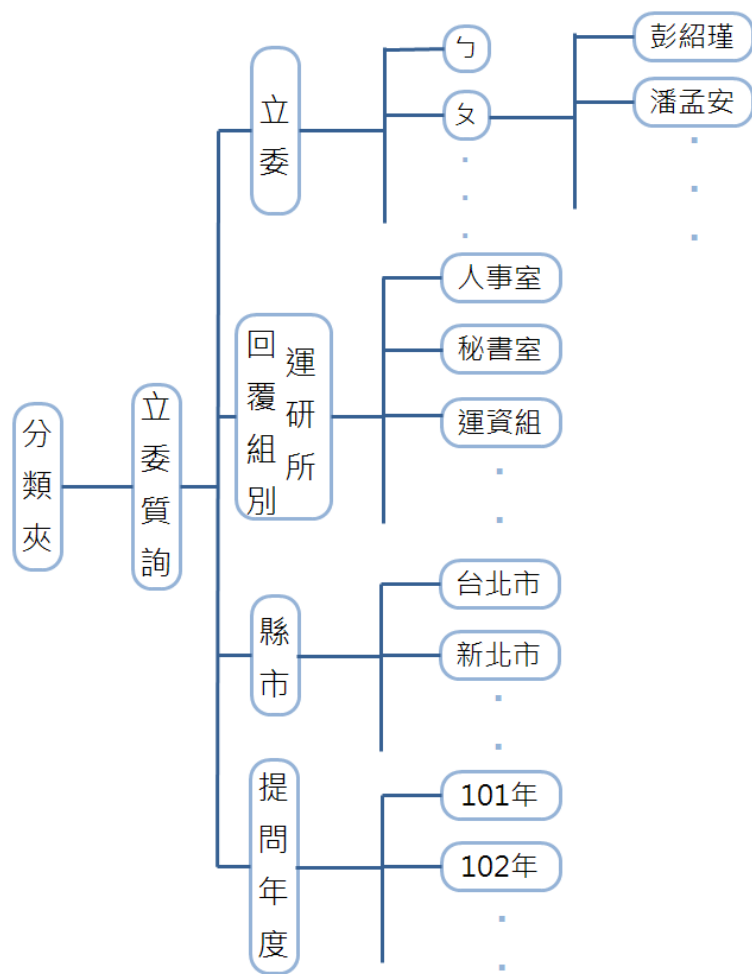 分類夾
立委質詢
立委
ㄅ
ㄆ
彭紹瑾
潘孟安
運研所
回覆組別
人事室
秘書室
運資組
縣市
台北市
新北市
提問年度
101年
102年